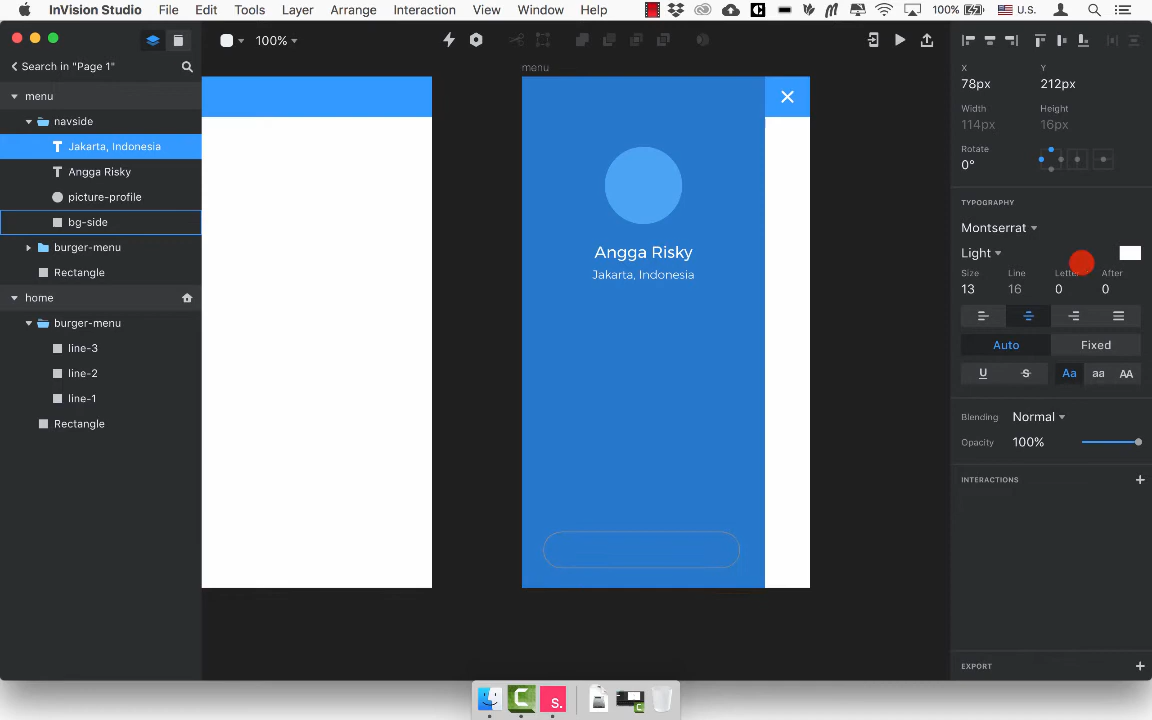 InVision Studio File Edit Tools Layer Arrange Interaction View Window Help 100% U.S.
100%
Search in "Page 1"
menu
navside
Jakarta, Indonesia
Angga Risky
picture-profile
bg-side
burger-menu
Rectangle
home
burger-menu
line-3
line-2
line-1
Rectangle
menu
Angga Risky
Jakarta, Indonesia
X Y
78px 212px
Width Height
114px 16px
Rotate
0°
TYPOGRAPHY
Montserrat
Light
Size Line Letter After
13 16 0 0
Auto Fixed
U S Aa aa AA
Blending Normal
Opacity 100%
INTERACTIONS
EXPORT
s.